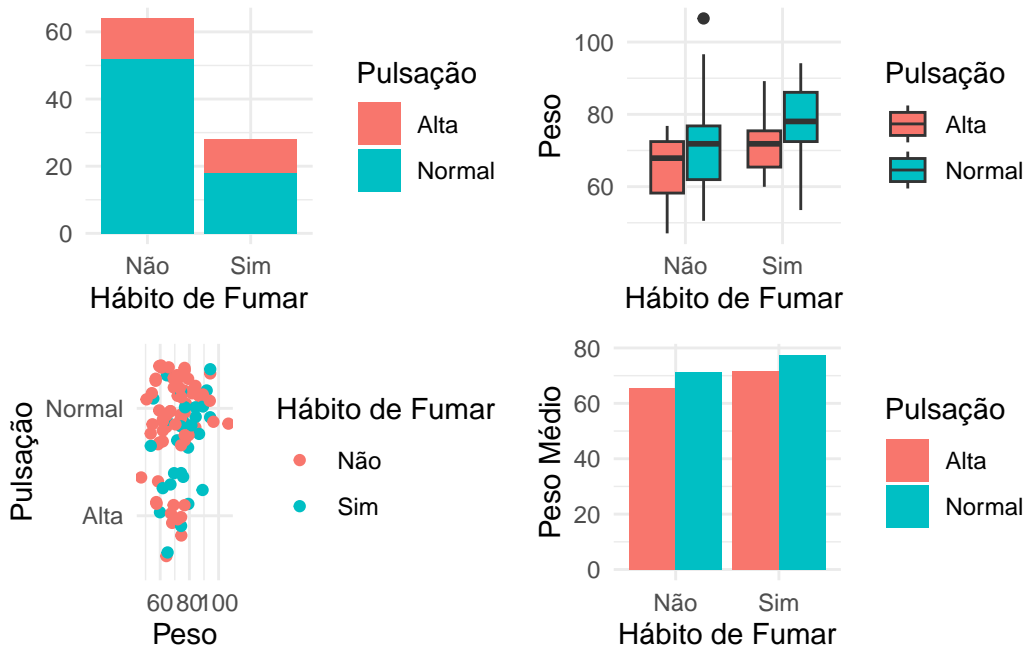 60
40
20
0
Não Sim
Hábito de Fumar
Pulsação
Alta
Normal
Peso
100
80
60
Não Sim
Hábito de Fumar
Pulsação
Alta
Normal
Pulsação
Normal
Alta
60 80 100
Peso
Hábito de Fumar
Não
Sim
Peso Médio
80
60
40
20
0
Não Sim
Hábito de Fumar
Pulsação
Alta
Normal